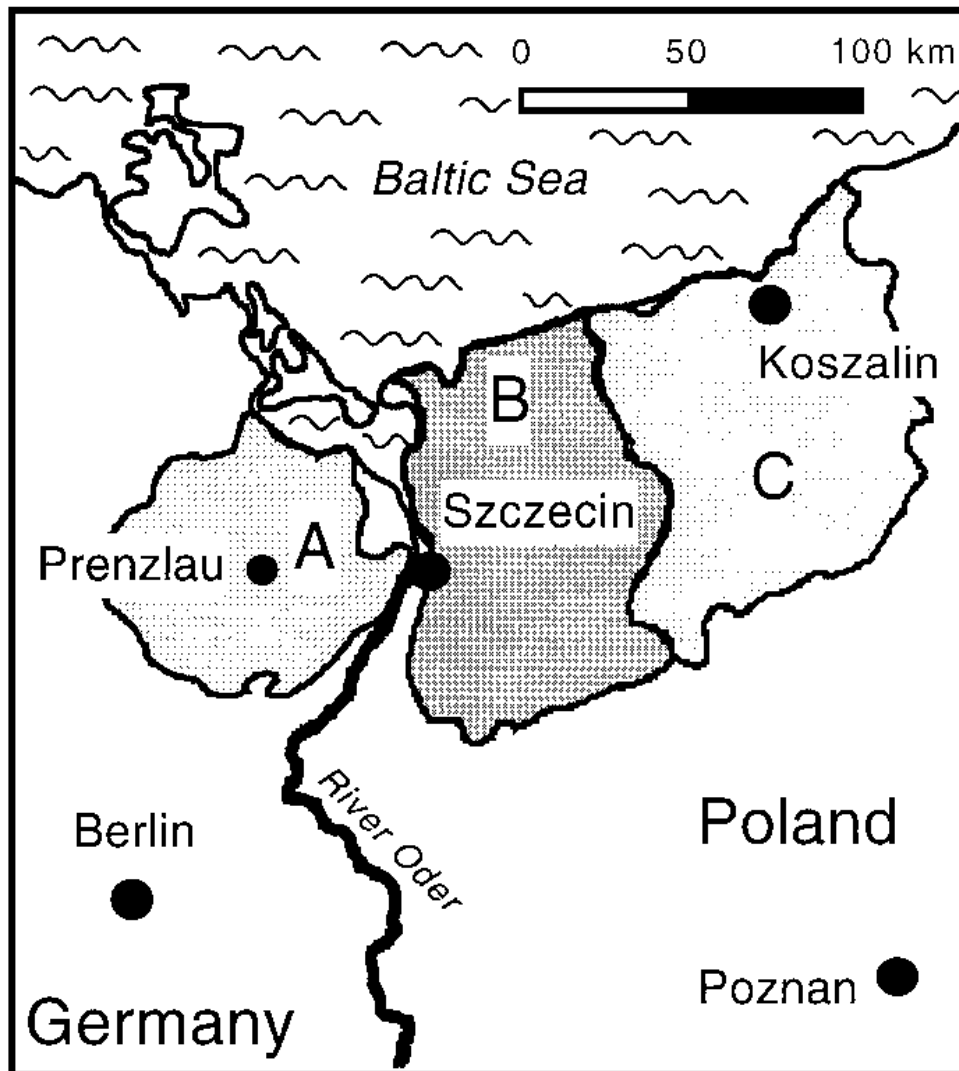 0 50 100 km
Baltic Sea
Koszalin
B
C
Szczecin
A
Prenzlau
River Oder
Berlin
Poland
Poznan
Germany